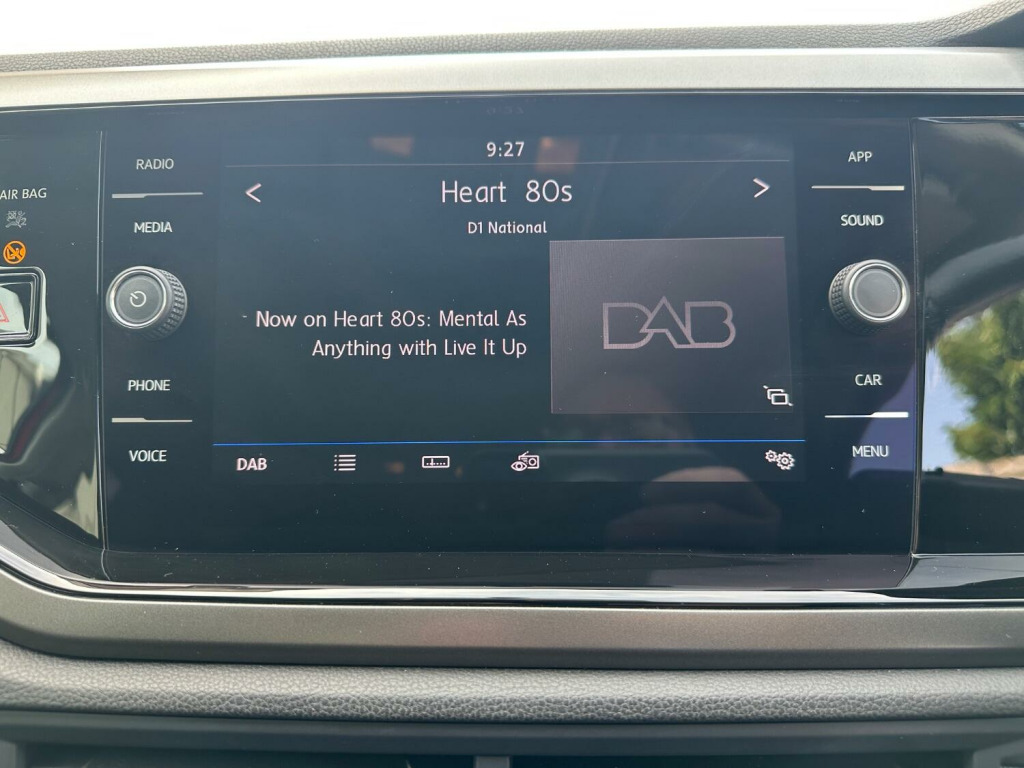 AIR BAG
RADIO
MEDIA
PHONE
VOICE
9:27
< Heart 80s >
D1 National
Now on Heart 80s: Mental As
Anything with Live It Up
DAB
DAB
APP
SOUND
CAR
MENU